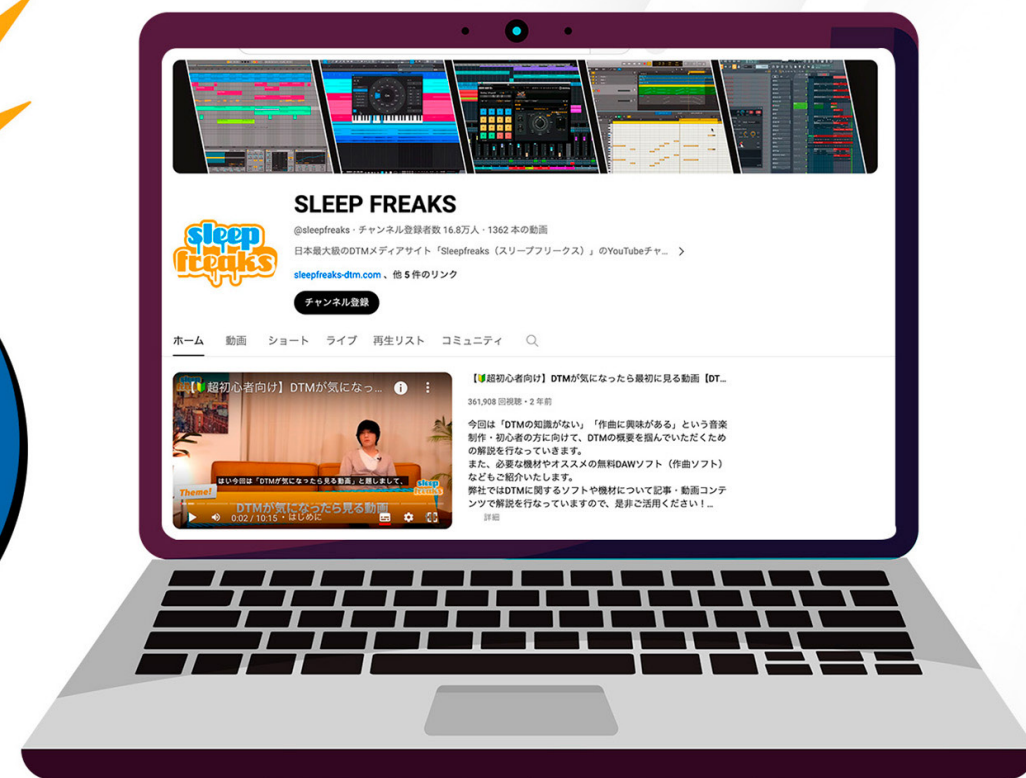 SLEEP FREAKS
@sleepfreaks · チャンネル登録者数 16.8万人 · 1362 本の動画
日本最大級のDTMメディアサイト「Sleepfreaks（スリープフリークス）」のYouTubeチャ...
sleepfreaks-dtm.com 、他 5 件のリンク
sleep
freaks
チャンネル登録
ホーム 動画 ショート ライブ 再生リスト コミュニティ
【🔰超初心者向け】DTMが気になっ...
はい今回は「DTMが気になったら見る動画」と題しまして、
sleep
freaks
Theme!
DTMが気になったら見る動画
0:02 / 10:15 · はじめに
【🔰超初心者向け】DTMが気になったら最初に見る動画【DT...
361,908 回視聴 • 2 年前
今回は「DTMの知識がない」「作曲に興味がある」という音楽
制作・初心者の方に向けて、DTMの概要を掴んでいただくため
の解説を行なっていきます。
また、必要な機材やオススメの無料DAWソフト（作曲ソフト）
などもご紹介いたします。
弊社ではDTMに関するソフトや機材について記事・動画コンテ
ンツで解説を行なっていますので、是非ご活用ください！...
詳細